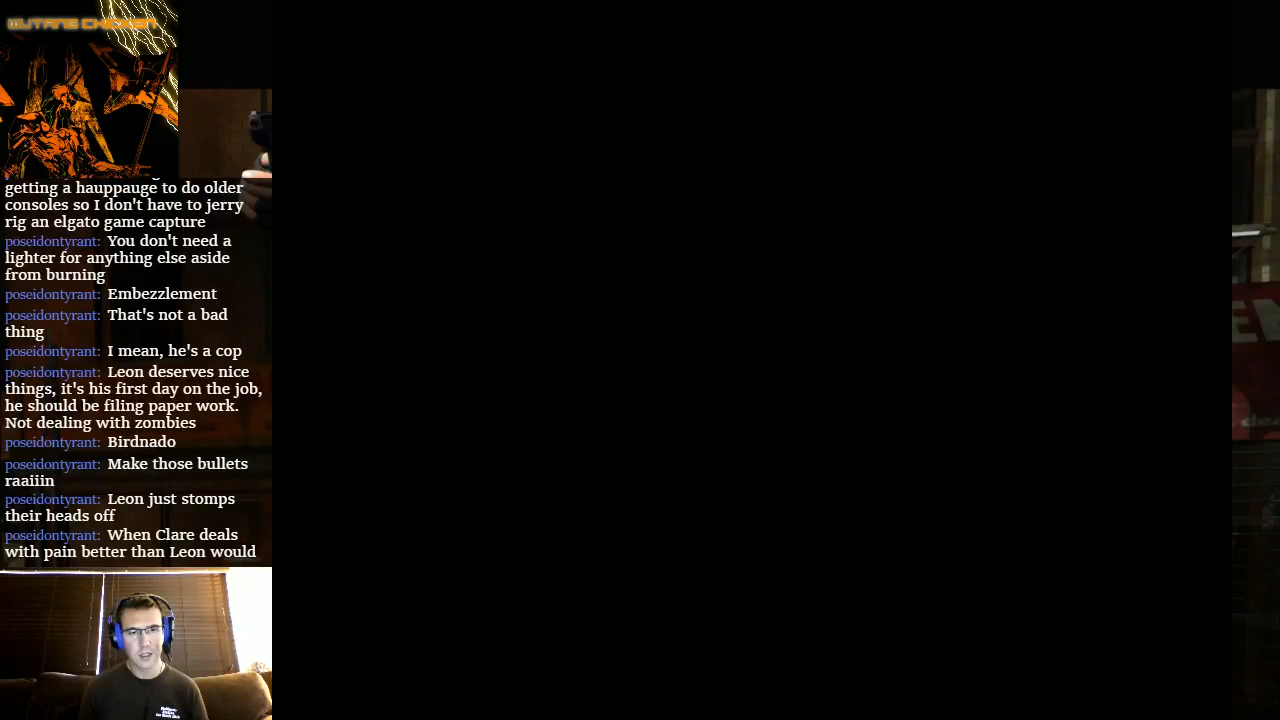 WUTANG CHICKEN
getting a hauppauge to do older
consoles so I don't have to jerry
rig an elgato game capture
poseidontyrant: You don't need a
lighter for anything else aside
from burning
poseidontyrant: Embezzlement
poseidontyrant: That's not a bad
thing
poseidontyrant: I mean, he's a cop
poseidontyrant: Leon deserves nice
things, it's his first day on the job,
he should be filing paper work.
Not dealing with zombies
poseidontyrant: Birdnado
poseidontyrant: Make those bullets
raaiiin
poseidontyrant: Leon just stomps
their heads off
poseidontyrant: When Clare deals
with pain better than Leon would